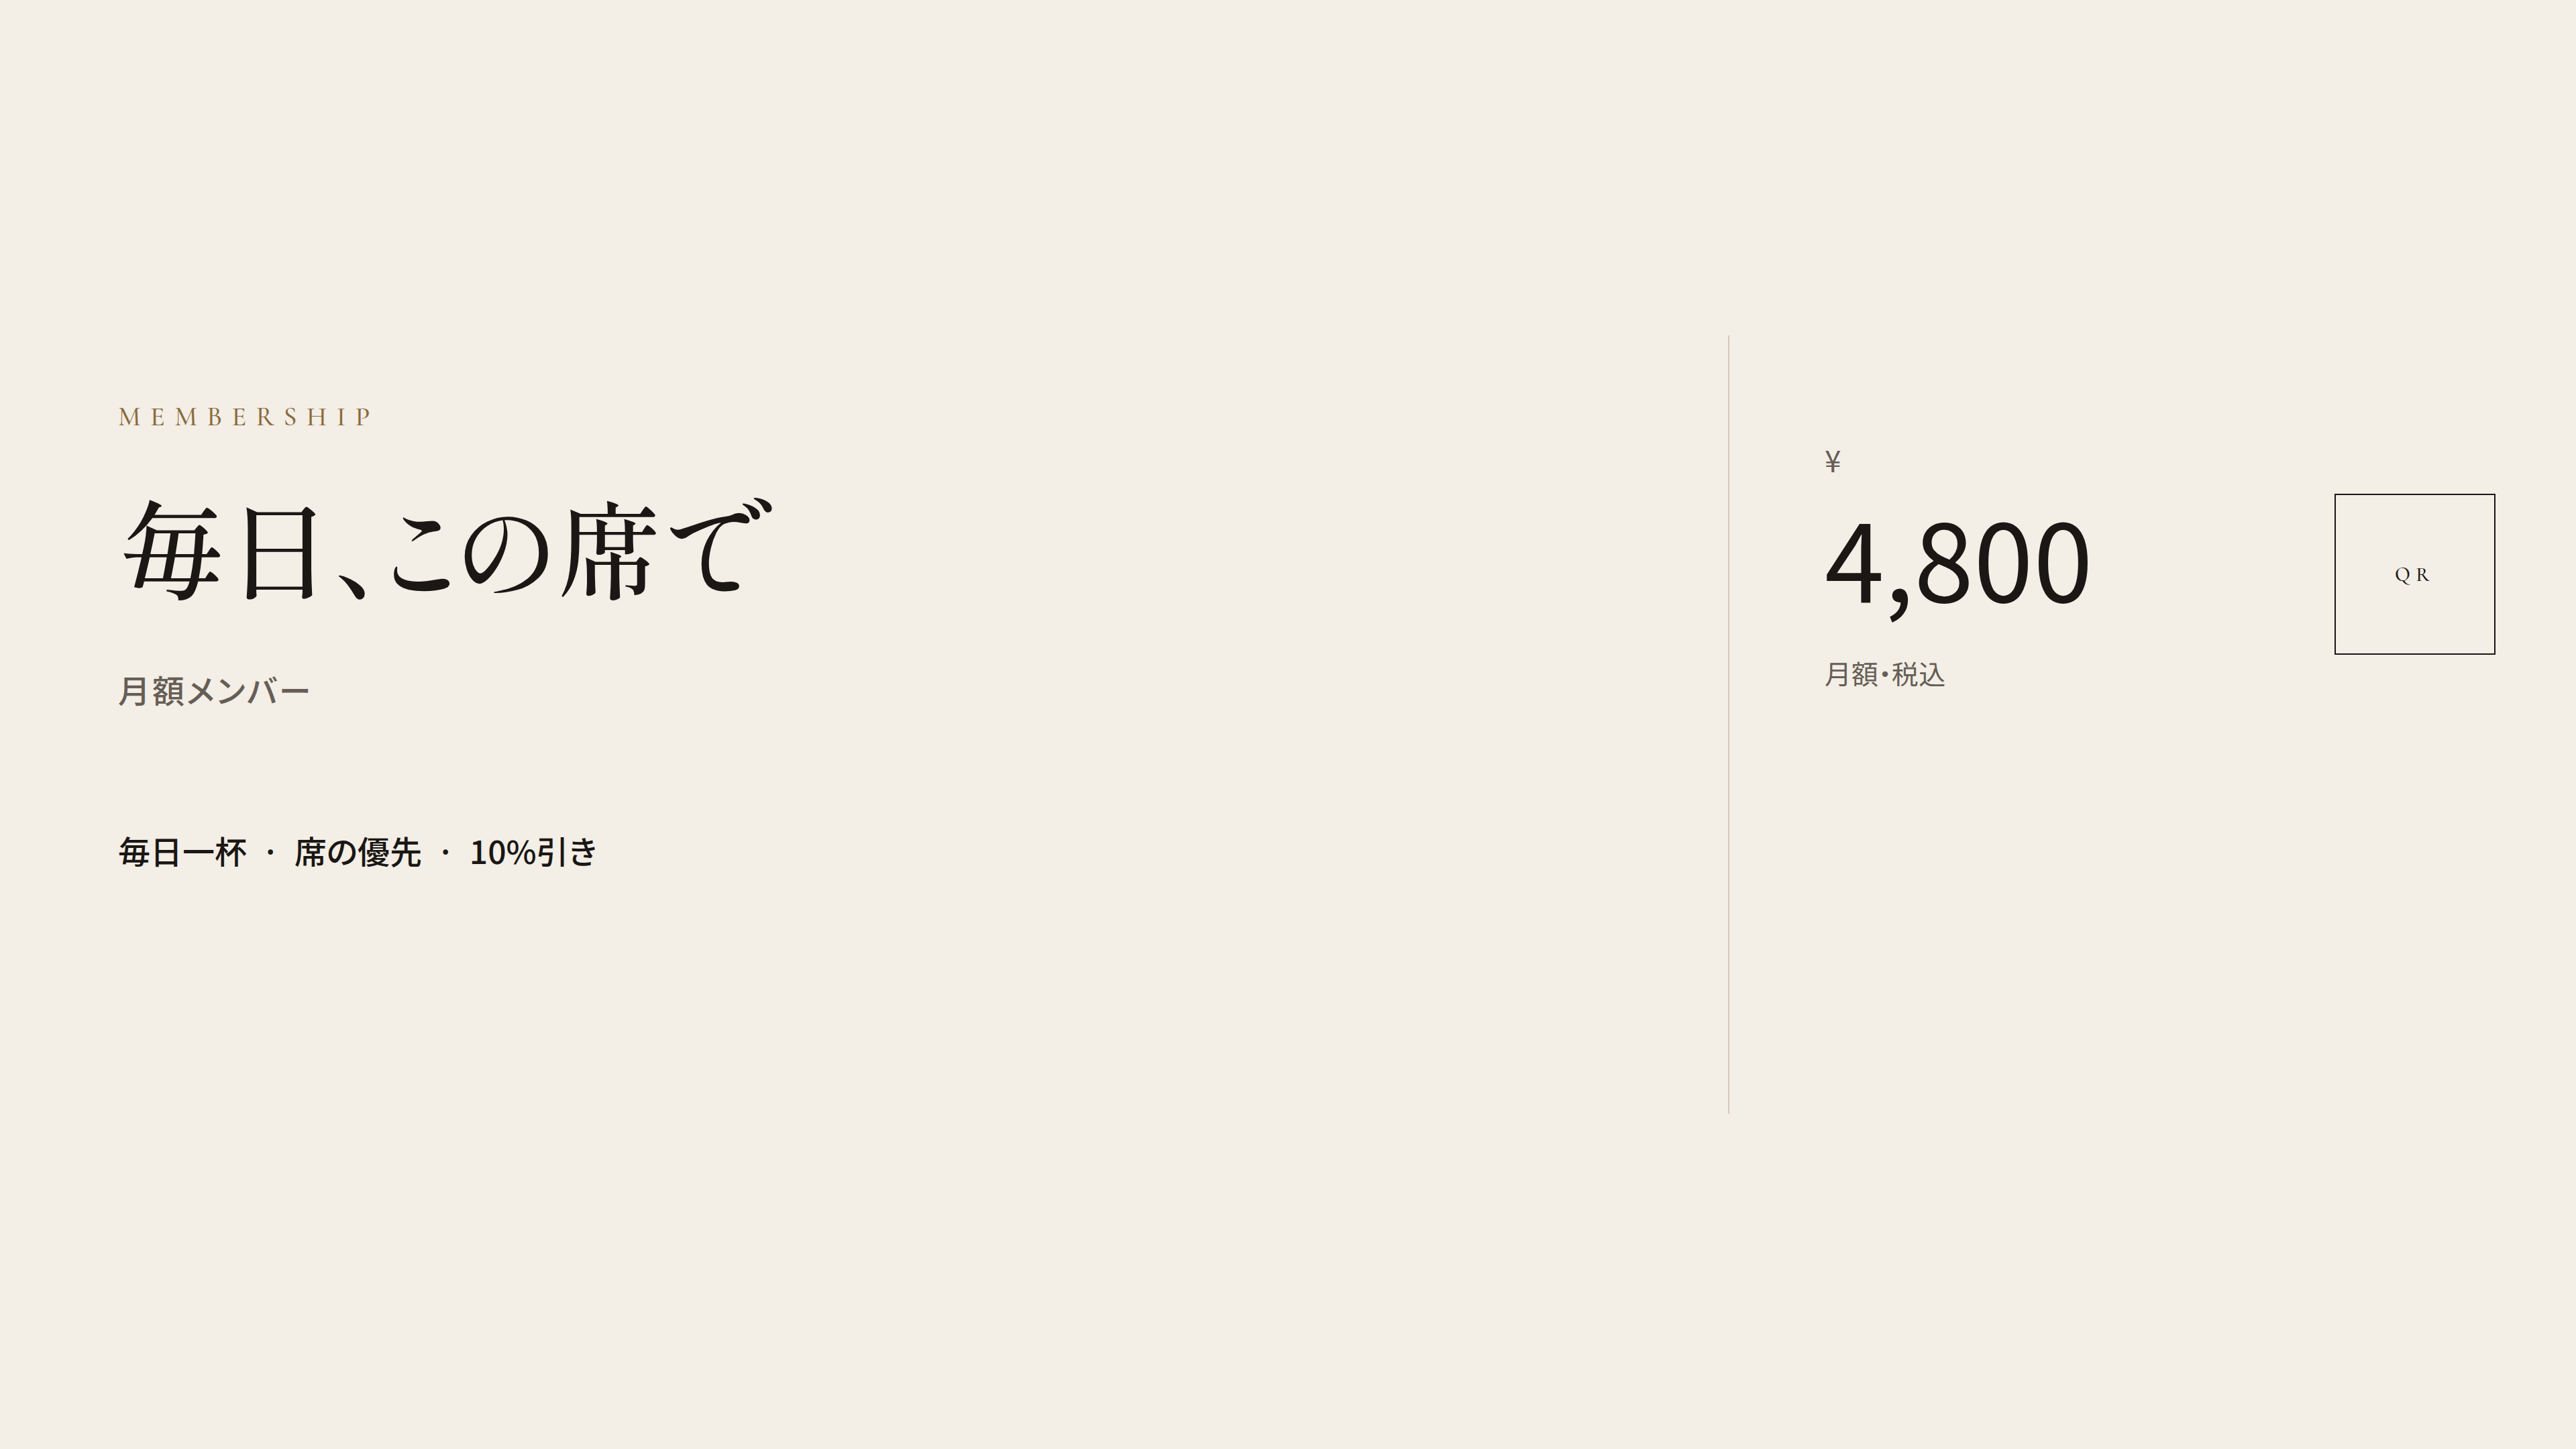 MEMBERSHIP
毎日、この席で
月額メンバー
毎日一杯 · 席の優先 · 10%引き
¥
4,800
月額・税込
QR